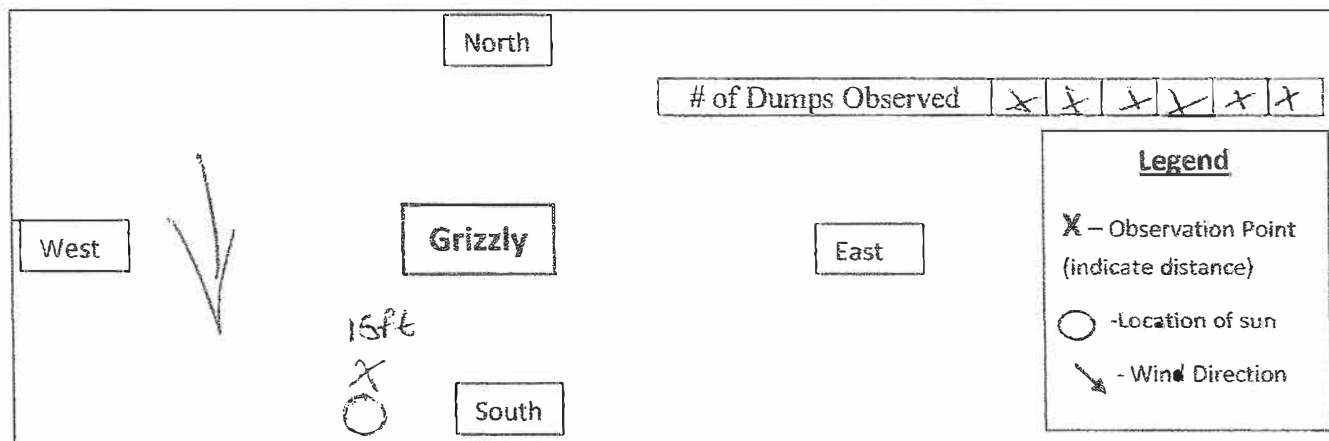 North
# of Dumps Observed X X X X X X
Legend
West
Grizzly
East
X – Observation Point
(indicate distance)
15ft
X
-Location of sun
- Wind Direction
South